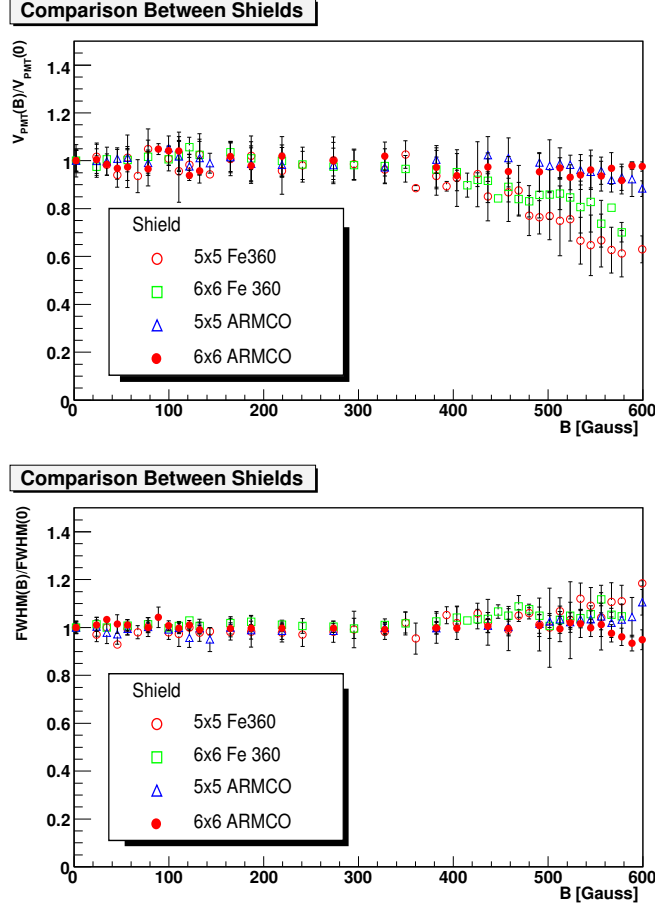 Comparison Between Shields
V_PMT(B)/V_PMT(0)
1.4
1.2
1
0.8
0.6
0.4
0.2
0
Shield
5x5 Fe360
6x6 Fe 360
5x5 ARMCO
6x6 ARMCO
0 100 200 300 400 500 600
B [Gauss]
Comparison Between Shields
FWHM(B)/FWHM(0)
1.4
1.2
1
0.8
0.6
0.4
0.2
0
Shield
5x5 Fe360
6x6 Fe 360
5x5 ARMCO
6x6 ARMCO
0 100 200 300 400 500 600
B [Gauss]